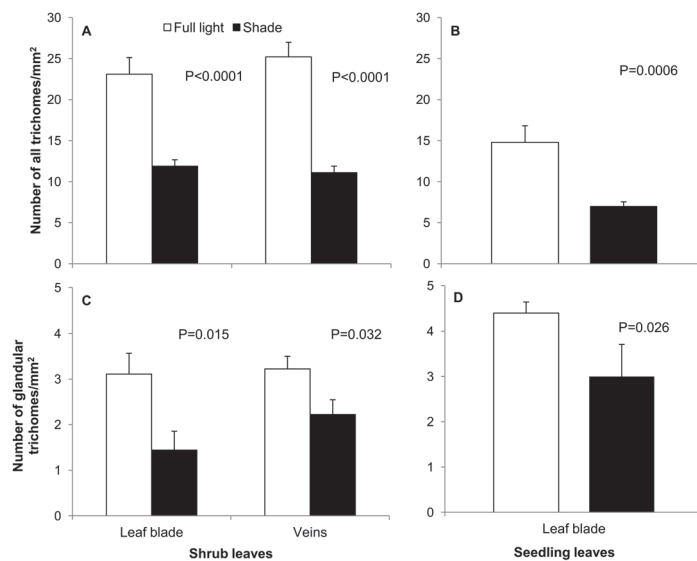 A
Full light
Shade
30
25
20
15
10
5
0
Number of all trichomes/mm²
P<0.0001
P<0.0001
B
30
25
20
15
10
5
0
P=0.0006
C
5
4
3
2
1
0
Number of glandular
trichomes/mm²
P=0.015
P=0.032
Leaf blade
Veins
Shrub leaves
D
5
4
3
2
1
0
P=0.026
Leaf blade
Seedling leaves